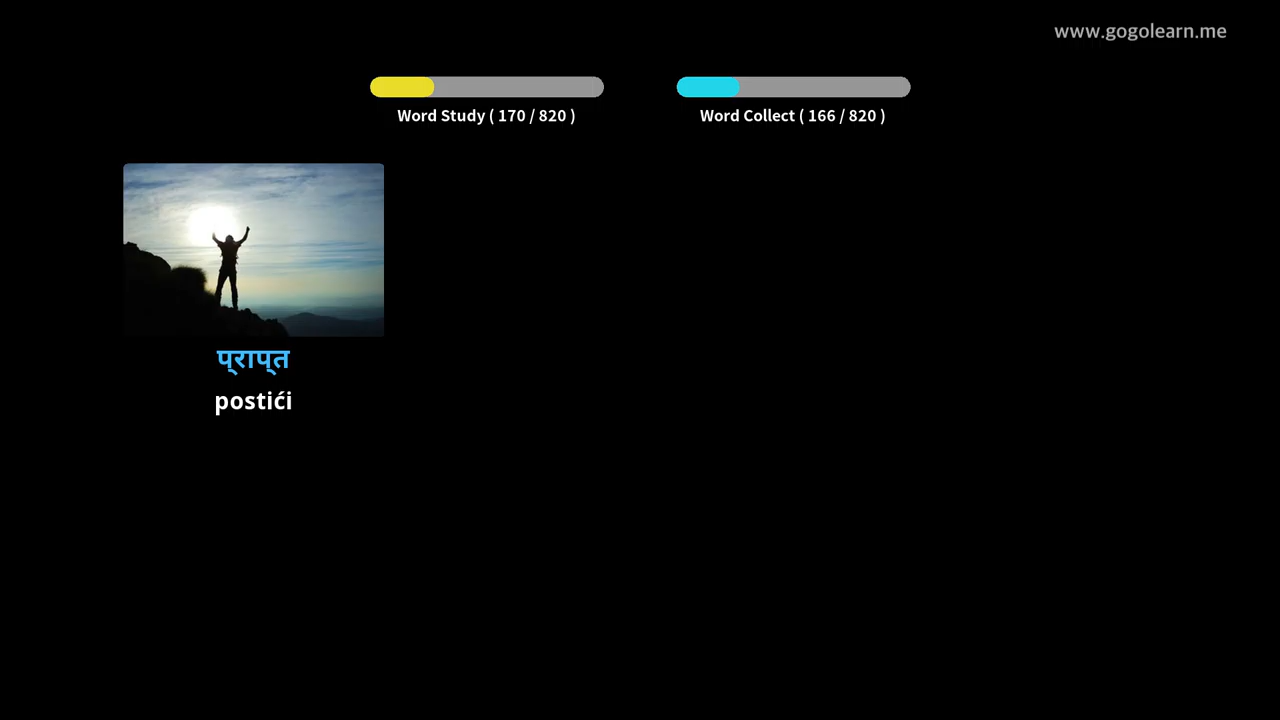 www.gogolearn.me
Word Study ( 170 / 820 )
Word Collect ( 166 / 820 )
प्राप्त
postići